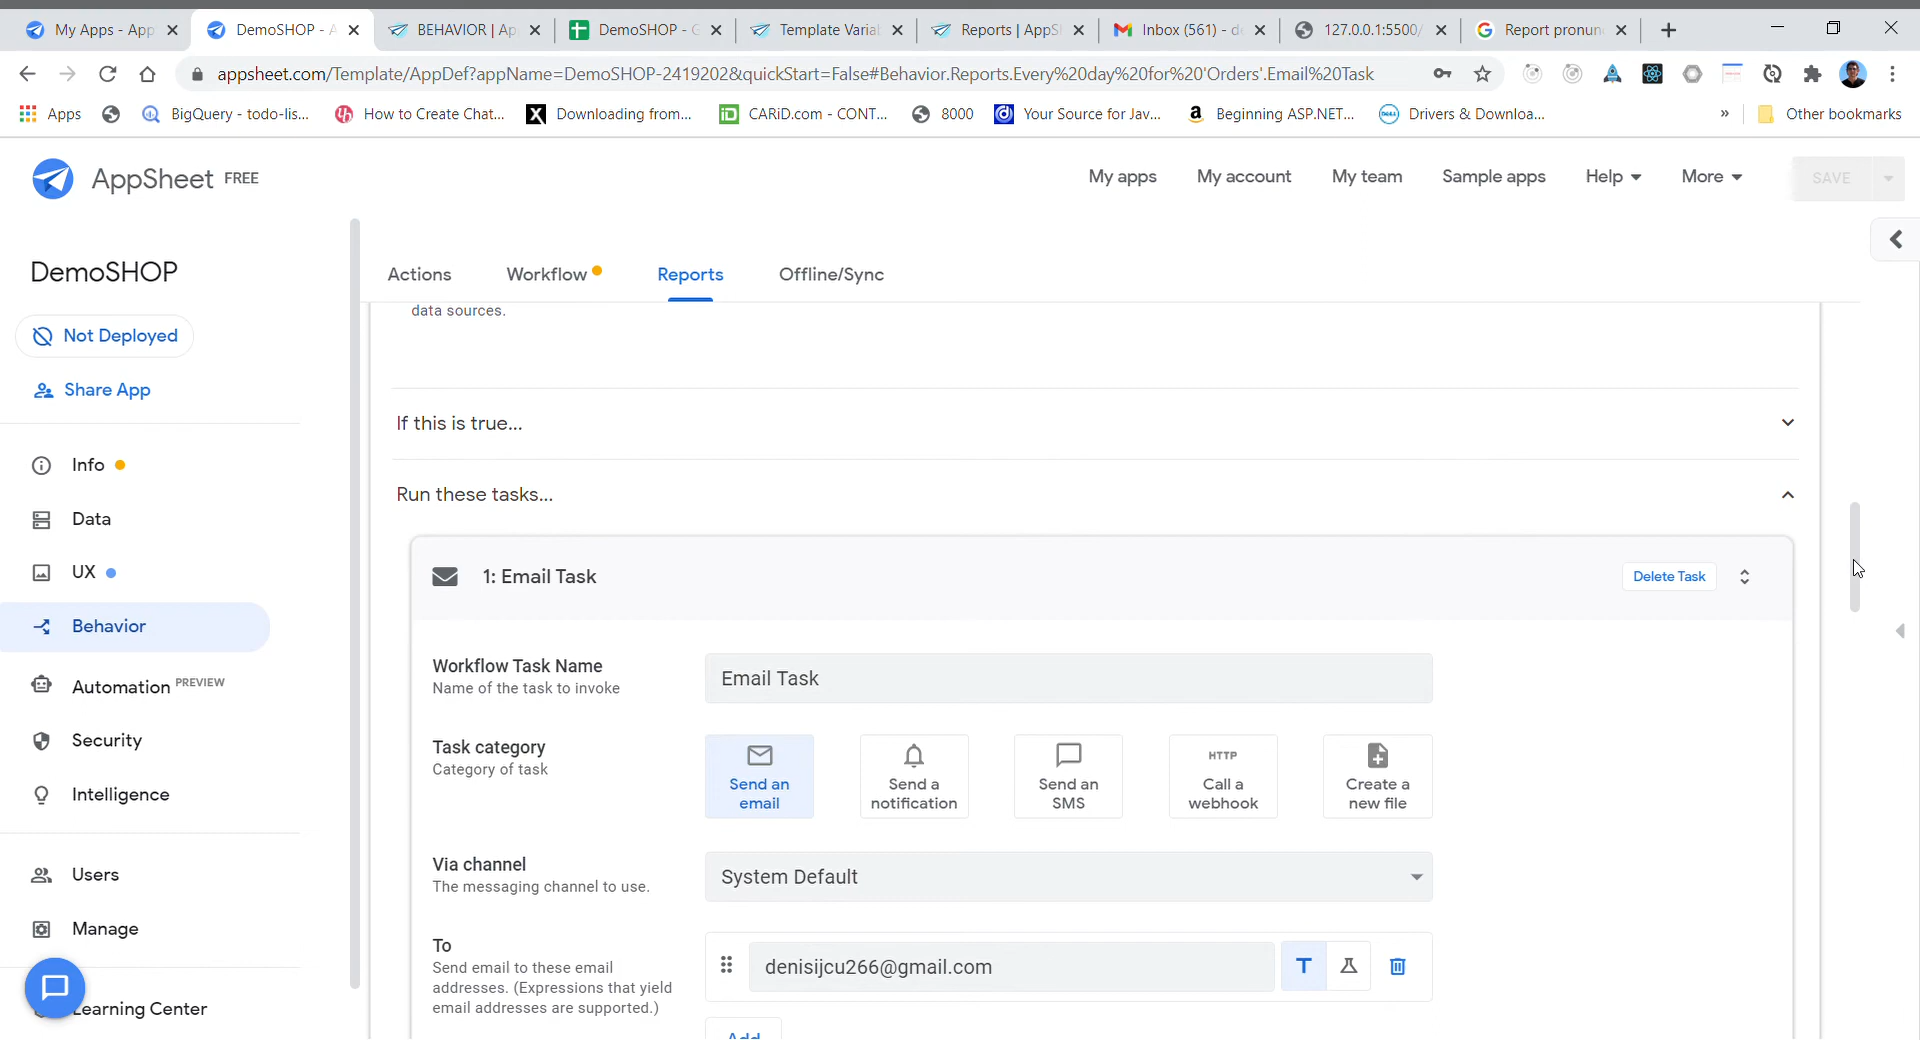 My Apps - App
DemoSHOP - A
BEHAVIOR | Ap
DemoSHOP - G
Template Varia
Reports | AppS
Inbox (561) - d
127.0.0.1:5500/
Report pronun
appsheet.com/Template/AppDef?appName=DemoSHOP-2419202&quickStart=False#Behavior.Reports.Every%20day%20for%20'Orders'.Email%20Task
Apps
BigQuery - todo-lis...
How to Create Chat...
Downloading from...
CARiD.com - CONT...
8000
Your Source for Jav...
Beginning ASP.NET...
Drivers & Downloa...
»
Other bookmarks
AppSheet FREE
My apps
My account
My team
Sample apps
Help
More
SAVE
DemoSHOP
Not Deployed
Share App
Info
Data
UX
Behavior
Automation PREVIEW
Security
Intelligence
Users
Manage
Learning Center
Actions
Workflow
Reports
Offline/Sync
data sources.
If this is true...
Run these tasks...
1: Email Task
Delete Task
Workflow Task Name
Name of the task to invoke
Email Task
Task category
Category of task
Send an
email
Send a
notification
Send an
SMS
HTTP
Call a
webhook
Create a
new file
Via channel
The messaging channel to use.
System Default
To
Send email to these email
addresses. (Expressions that yield
email addresses are supported.)
denisijcu266@gmail.com
T
Add